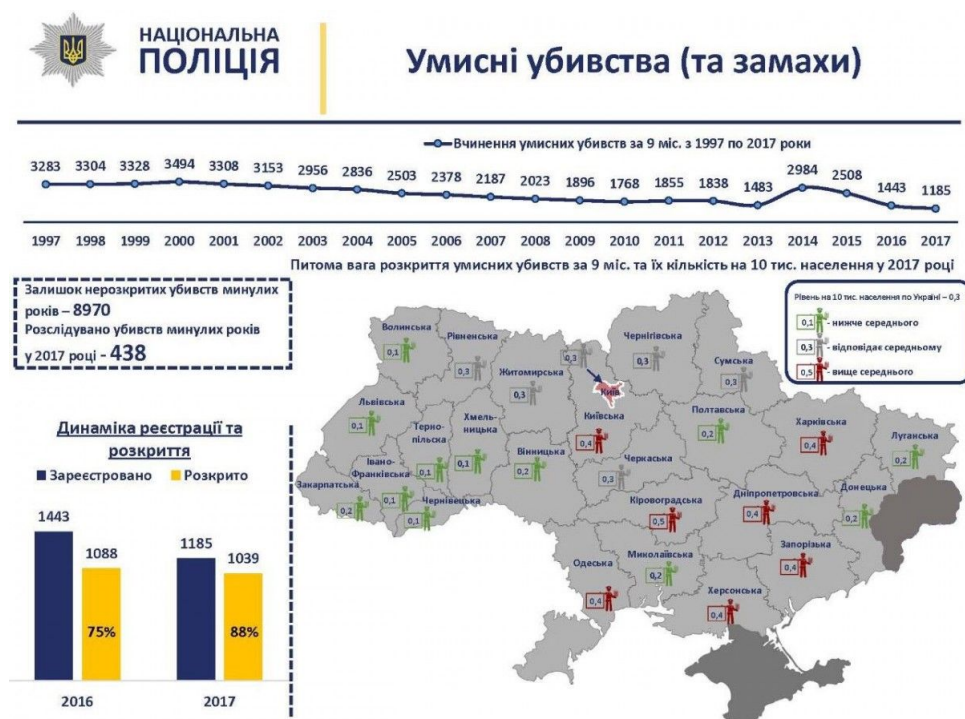 НАЦІОНАЛЬНА
ПОЛІЦІЯ
Умисні убивства (та замахи)
Вчинення умисних убивств за 9 міс. з 1997 по 2017 роки
3283 3304 3328 3494 3308 3153 2956 2836 2503 2378 2187 2023 1896 1768 1855 1838 1483 2984 2508 1443 1185
1997 1998 1999 2000 2001 2002 2003 2004 2005 2006 2007 2008 2009 2010 2011 2012 2013 2014 2015 2016 2017
Питома вага розкриття умисних убивств за 9 міс. та їх кількість на 10 тис. населення у 2017 році
Залишок нерозкритих убивств минулих
років – 8970
Розслідувано убивств минулих років
у 2017 році - 438
Рівень на 10 тис. населення по Україні – 0,3
0,1 - нижче середнього
0,3 - відповідає середньому
0,5 - вище середнього
Динаміка реєстрації та
розкриття
Зареєстровано Розкрито
1443
1088
1185
1039
75%
88%
2016 2017
Волинська
0,1
Рівненська
0,3
Житомирська
0,3
0,3
Київ
Чернігівська
0,3
Сумська
0,3
Львівська
0,1
Терно-
пільска
0,1
Хмель-
ницька
0,1
Вінницька
0,2
Київська
0,4
Черкаська
0,3
Полтавська
0,2
Харківська
0,4
Луганська
0,2
Закарпатська
0,2
Івано-
Франківська
0,1
Чернівецька
0,1
Кіровоградська
0,5
Дніпропетровська
0,4
Донецька
0,2
Одеська
0,4
Миколаївська
0,2
Запорізька
0,4
Херсонська
0,4